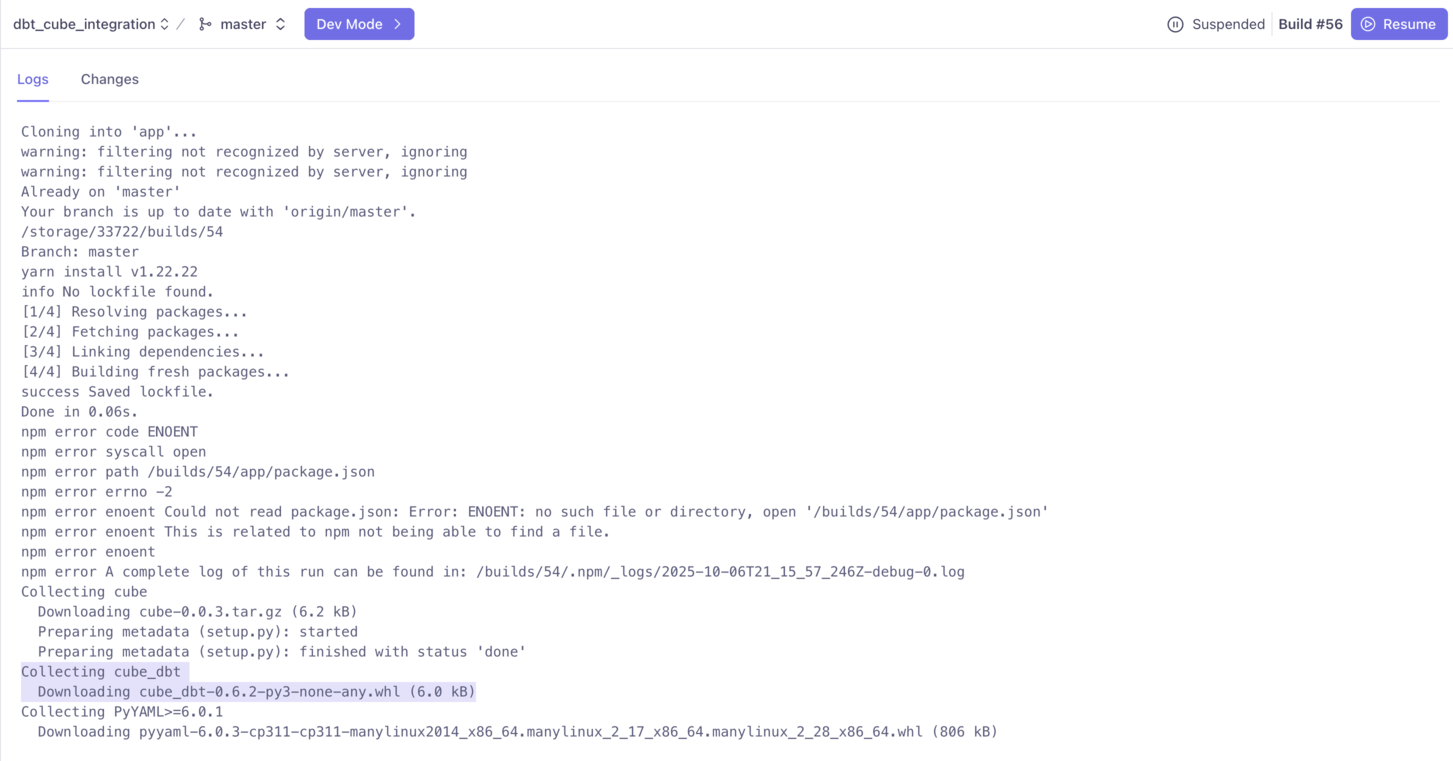 dbt_cube_integration / master Dev Mode Suspended Build #56 Resume
Logs Changes
Cloning into 'app'...
warning: filtering not recognized by server, ignoring
warning: filtering not recognized by server, ignoring
Already on 'master'
Your branch is up to date with 'origin/master'.
/storage/33722/builds/54
Branch: master
yarn install v1.22.22
info No lockfile found.
[1/4] Resolving packages...
[2/4] Fetching packages...
[3/4] Linking dependencies...
[4/4] Building fresh packages...
success Saved lockfile.
Done in 0.06s.
npm error code ENOENT
npm error syscall open
npm error path /builds/54/app/package.json
npm error errno -2
npm error enoent Could not read package.json: Error: ENOENT: no such file or directory, open '/builds/54/app/package.json'
npm error enoent This is related to npm not being able to find a file.
npm error enoent
npm error A complete log of this run can be found in: /builds/54/.npm/_logs/2025-10-06T21_15_57_246Z-debug-0.log
Collecting cube
  Downloading cube-0.0.3.tar.gz (6.2 kB)
  Preparing metadata (setup.py): started
  Preparing metadata (setup.py): finished with status 'done'
Collecting cube_dbt
  Downloading cube_dbt-0.6.2-py3-none-any.whl (6.0 kB)
Collecting PyYAML>=6.0.1
  Downloading pyyaml-6.0.3-cp311-cp311-manylinux2014_x86_64.manylinux_2_17_x86_64.manylinux_2_28_x86_64.whl (806 kB)